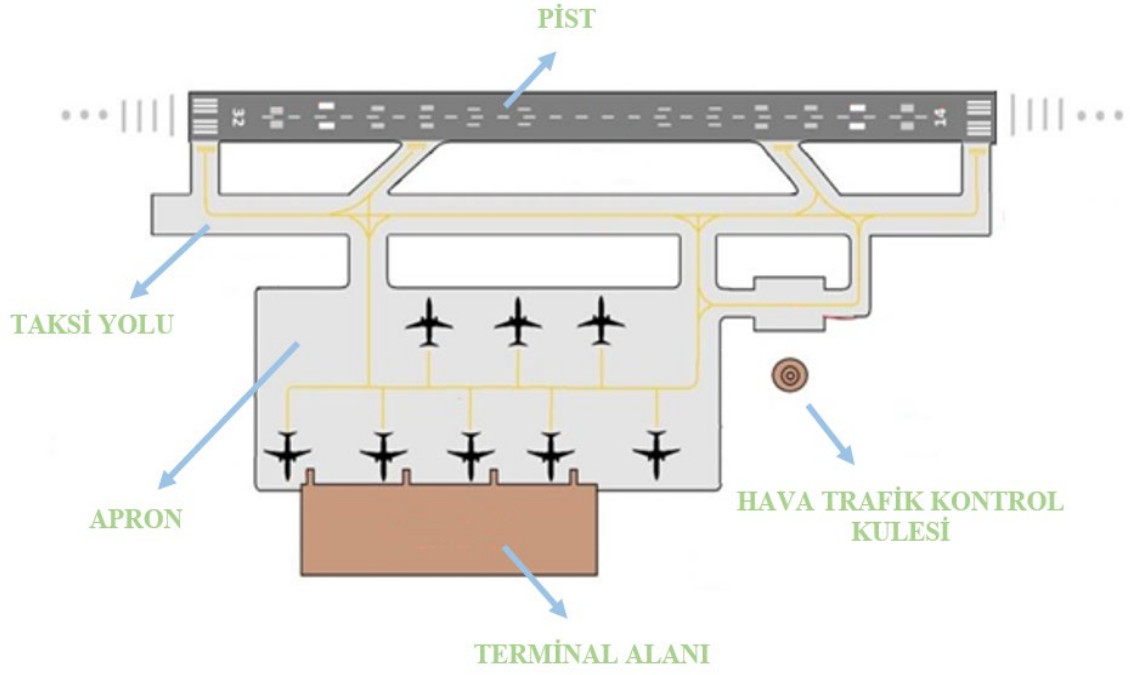 PİST
32
14
TAKSİ YOLU
APRON
HAVA TRAFİK KONTROL
KULESİ
TERMİNAL ALANI